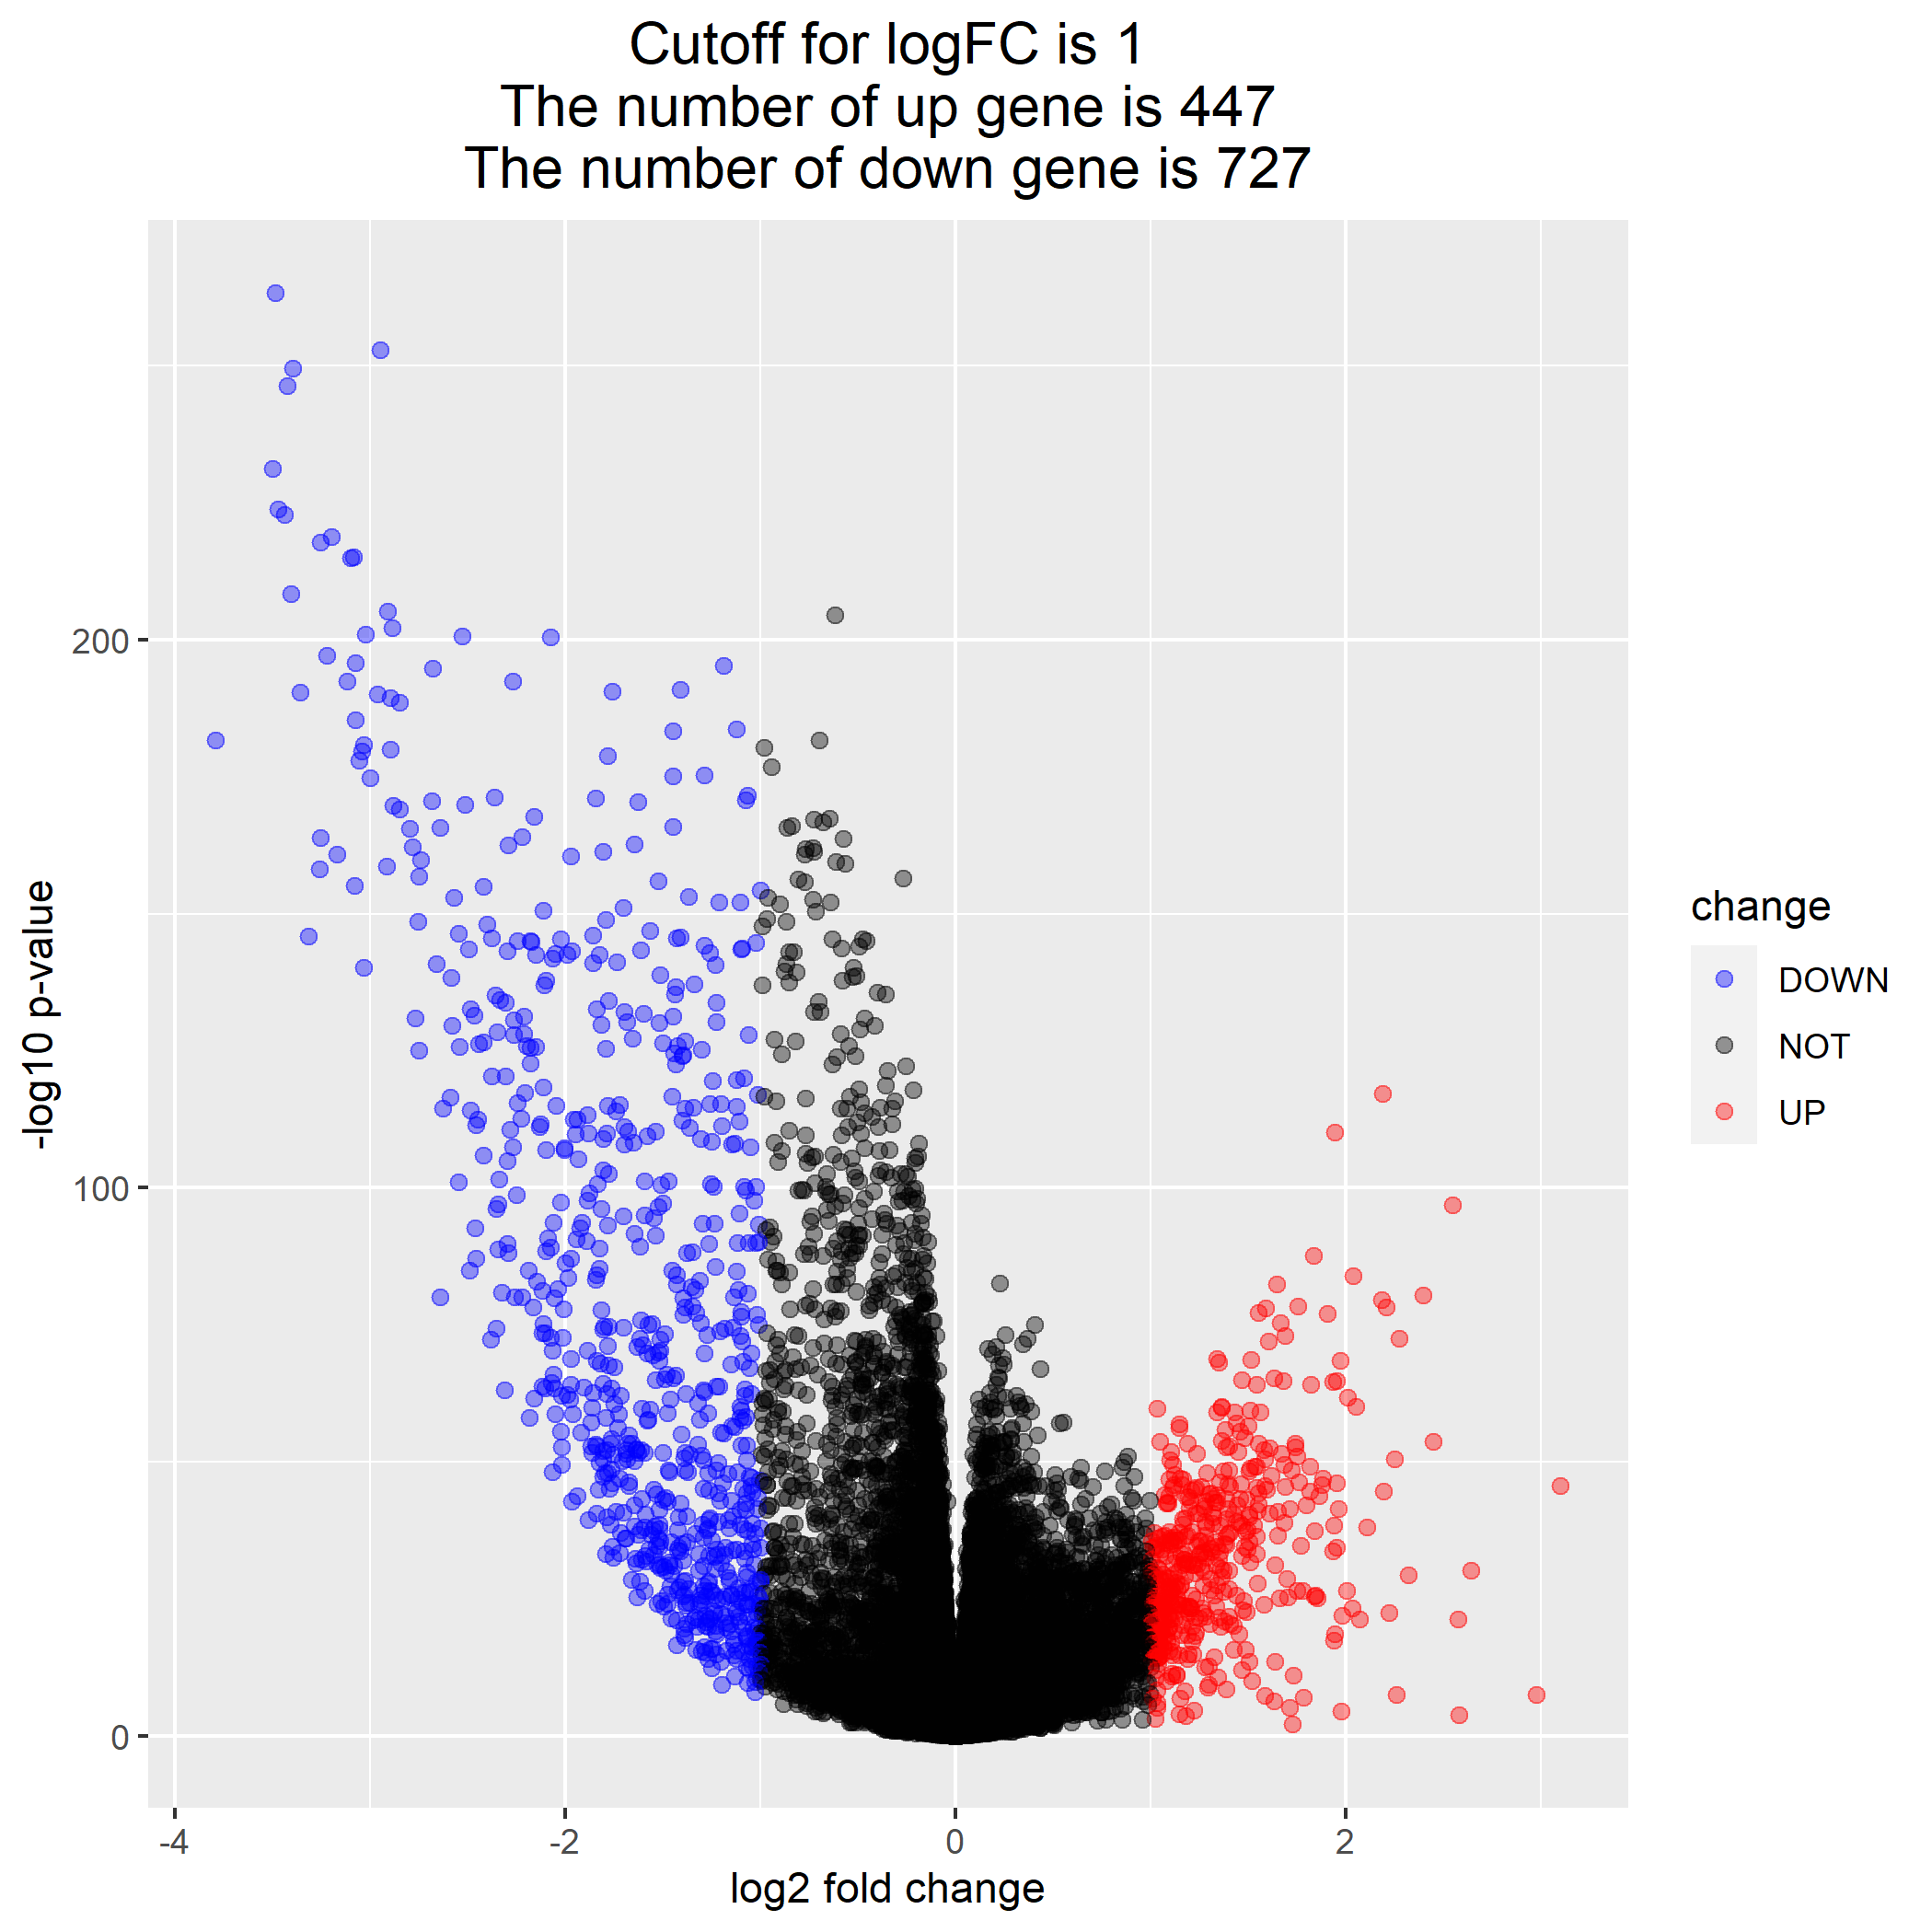 Cutoff for logFC is 1
The number of up gene is 447
The number of down gene is 727
200
100
0
-log10 p-value
-4
-2
0
2
log2 fold change
change
DOWN
NOT
UP